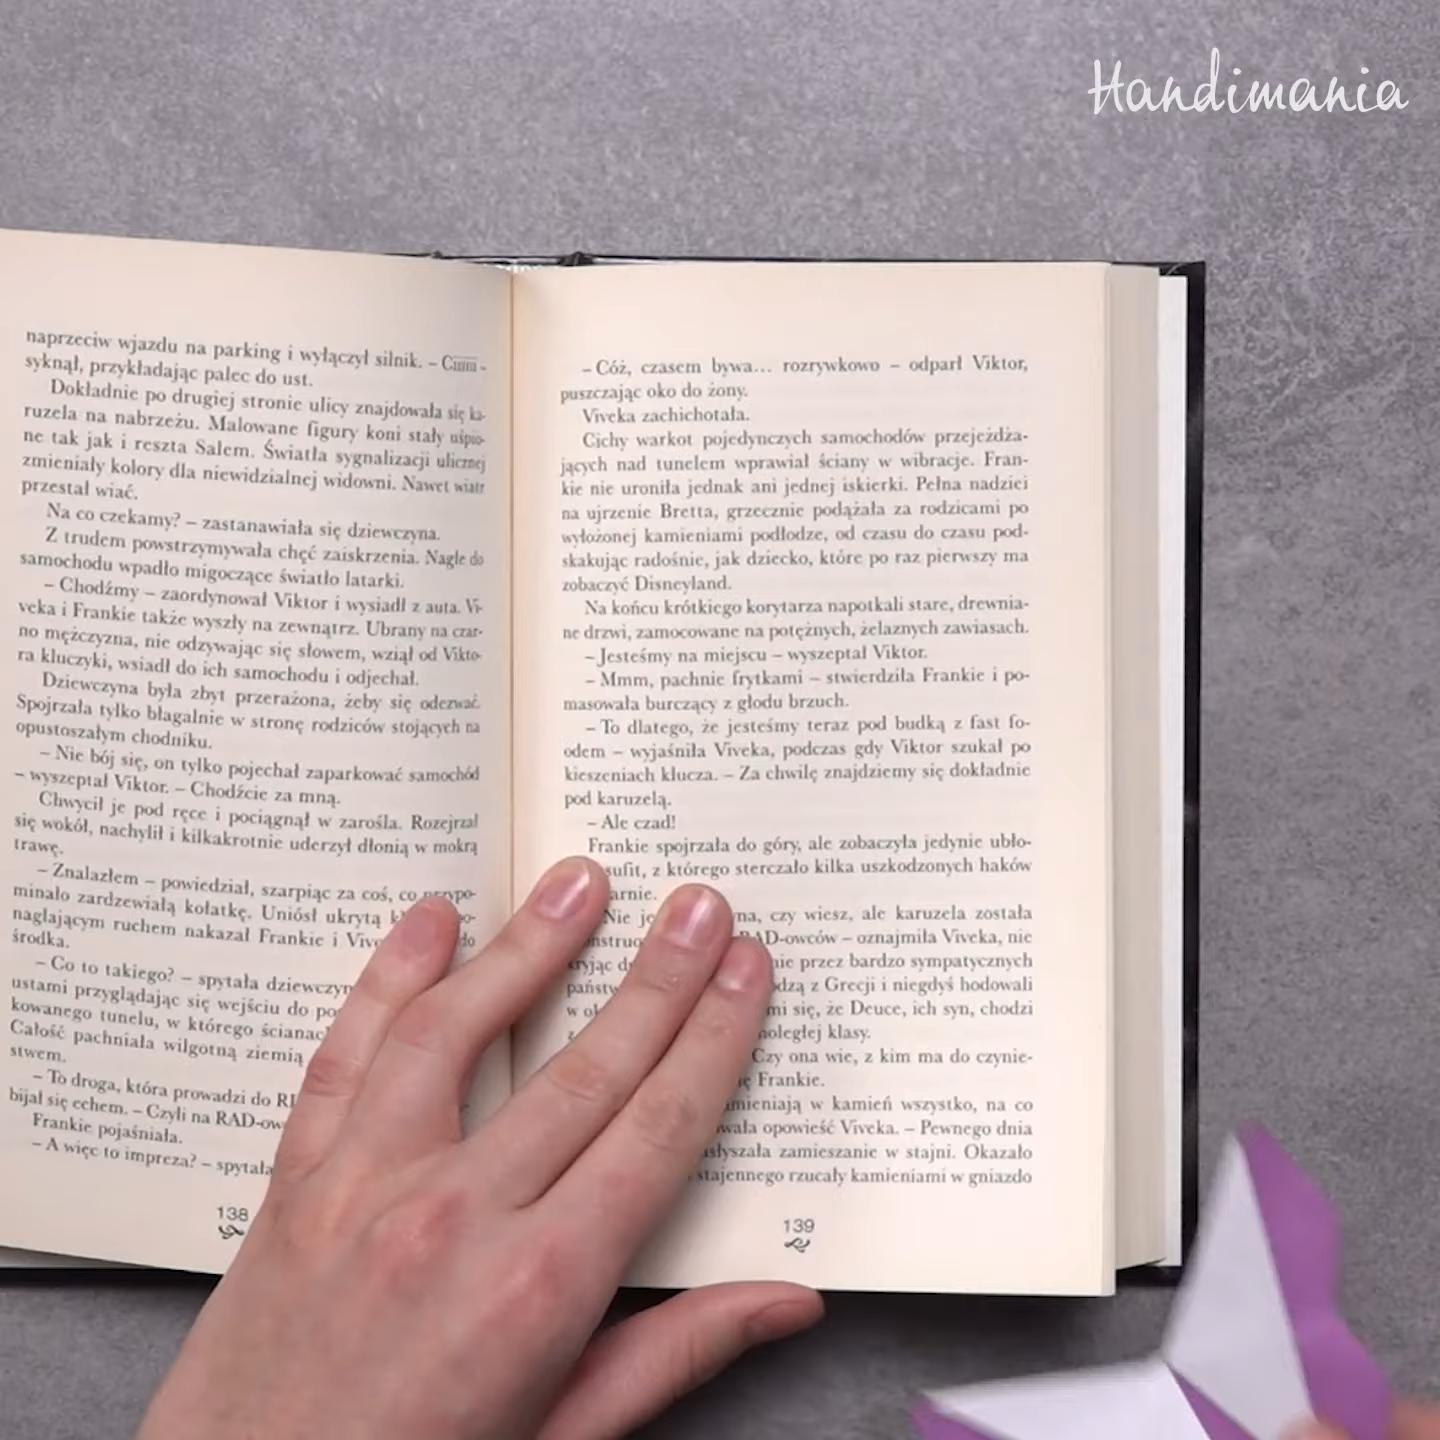 Handimania
naprzeciw wjazdu na parking i wyłączył silnik. –
syknął, przykładając palec do ust.
Dokładnie po drugiej stronie ulicy znajdowała się ka-
ruzela na nabrzeżu. Malowane figury koni stały uśpio-
ne tak jak i reszta Salem. Światła sygnalizacji ulicznej
zmieniały kolory dla niewidzialnej widowni. Nawet wiatr
przestał wiać.
Na co czekamy? – zastanawiała się dziewczyna.
Z trudem powstrzymywała chęć zaiskrzenia. Nagle do
samochodu wpadło migoczące światło latarki.
– Chodźmy – zaordynował Viktor i wysiadł z auta. Vi-
veka i Frankie także wyszły na zewnątrz. Ubrany na czar-
no mężczyzna, nie odzywając się słowem, wziął od Vikto-
ra kluczyki, wsiadł do ich samochodu i odjechał.
Dziewczyna była zbyt przerażona, żeby się odezwać.
Spojrzała tylko błagalnie w stronę rodziców stojących na
opustoszałym chodniku.
– Nie bój się, on tylko pojechał zaparkować samochód
– wyszeptał Viktor. – Chodźcie za mną.
Chwycił je pod ręce i pociągnął w zarośla. Rozejrzał
się wokół, nachylił i kilkakrotnie uderzył dłonią w mokrą
trawę.
– Znalazłem – powiedział, szarpiąc za coś, co przypo-
minało zardzewiałą kołatkę. Uniósł ukrytą
naglającym ruchem nakazał Frankie i do
środka.
– Co to takiego? – spytała
ustami przyglądając się wejściu do
kowanego tunelu, w którego
Całość pachniała wilgotną ziemią
stwem.
– To droga, która prowadzi do
bijał się echem. – Czyli na
Frankie pojaśniała.
– A więc to impreza? – spytała
138
– Cóż, czasem bywa... rozrywkowo – odparł Viktor,
puszczając oko do żony.
Viveka zachichotała.
Cichy warkot pojedynczych samochodów przejeżdża-
jących nad tunelem wprawiał ściany w wibracje. Fran-
kie nie uroniła jednak ani jednej iskierki. Pełna nadziei
na ujrzenie Bretta, grzecznie podążała za rodzicami po
wyłożonej kamieniami podłodze, od czasu do czasu pod-
skakując radośnie, jak dziecko, które po raz pierwszy ma
zobaczyć Disneyland.
Na końcu krótkiego korytarza napotkali stare, drewnia-
ne drzwi, zamocowane na potężnych, żelaznych zawiasach.
– Jesteśmy na miejscu – wyszeptał Viktor.
– Mmm, pachnie frytkami – stwierdziła Frankie i po-
masowała burczący z głodu brzuch.
– To dlatego, że jesteśmy teraz pod budką z fast fo-
odem – wyjaśniła Viveka, podczas gdy Viktor szukał po
kieszeniach klucza. – Za chwilę znajdziemy się dokładnie
pod karuzelą.
– Ale czad!
Frankie spojrzała do góry, ale zobaczyła jedynie ubło-
sufit, z którego sterczało kilka uszkodzonych haków
Nie czy wiesz, ale karuzela została
RAD-owców – oznajmiła Viveka, nie
przez bardzo sympatycznych
z Grecji i niegdyś hodowali
się, że Deuce, ich syn, chodzi
klasy.
Czy ona wie, z kim ma do czynie-
Frankie.
w kamień wszystko, na co
opowieść Viveka. – Pewnego dnia
zamieszanie w stajni. Okazało
stajennego rzucały kamieniami w gniazdo
139